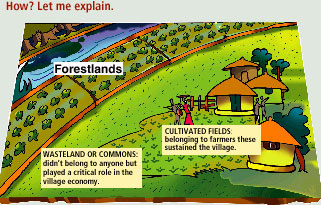 How? Let me explain.
Forestlands
CULTIVATED FIELDS:
belonging to farmers these
sustained the village.
WASTELAND OR COMMONS:
didn't belong to anyone but
played a critical role in the
village economy.